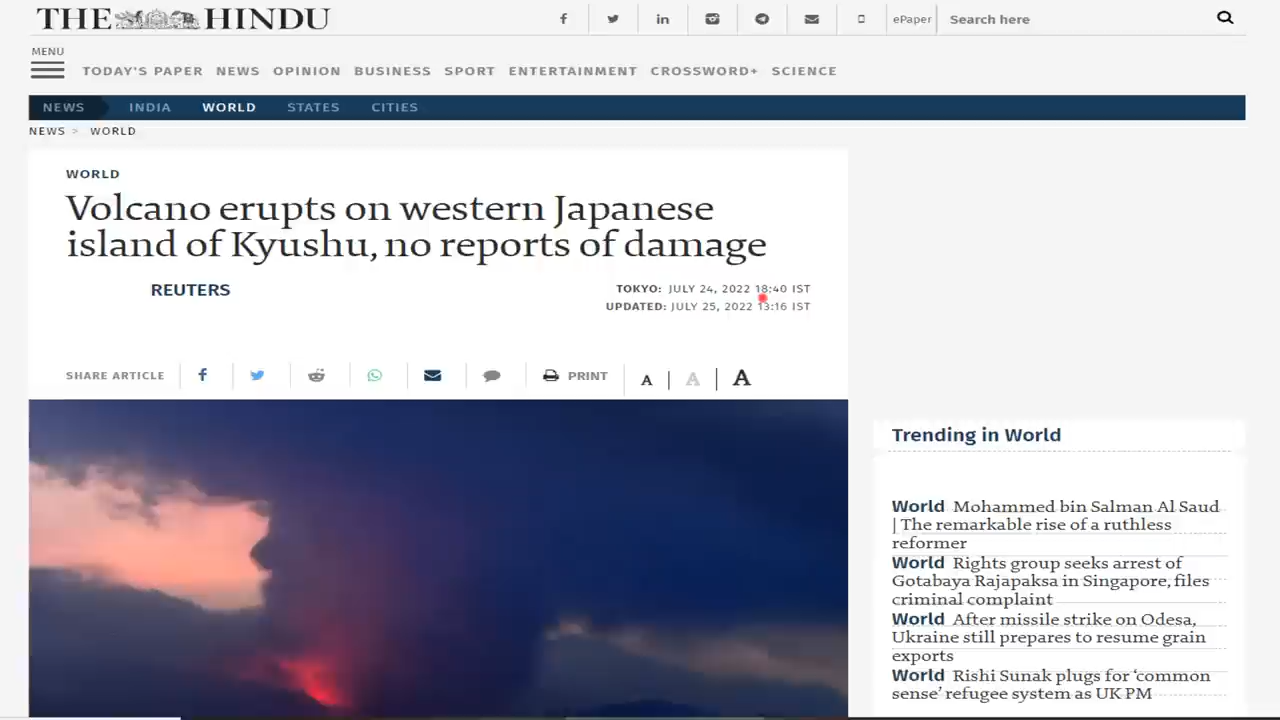 THE HINDU
ePaper
Search here
MENU
TODAY'S PAPER NEWS OPINION BUSINESS SPORT ENTERTAINMENT CROSSWORD+ SCIENCE
NEWS INDIA WORLD STATES CITIES
NEWS > WORLD
WORLD
Volcano erupts on western Japanese
island of Kyushu, no reports of damage
REUTERS
TOKYO: JULY 24, 2022 18:40 IST
UPDATED: JULY 25, 2022 13:16 IST
SHARE ARTICLE
PRINT
A | A | A
Trending in World
World Mohammed bin Salman Al Saud
| The remarkable rise of a ruthless
reformer
World Rights group seeks arrest of
Gotabaya Rajapaksa in Singapore, files
criminal complaint
World After missile strike on Odesa,
Ukraine still prepares to resume grain
exports
World Rishi Sunak plugs for ‘common
sense’ refugee system as UK PM